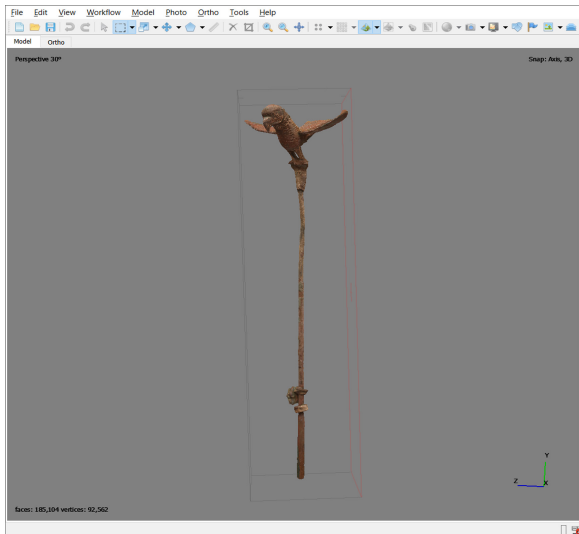 File Edit View Workflow Model Photo Ortho Tools Help
Model Ortho
Perspective 30°
Snap: Axis, 3D
Y
Z
X
faces: 185,104 vertices: 92,562